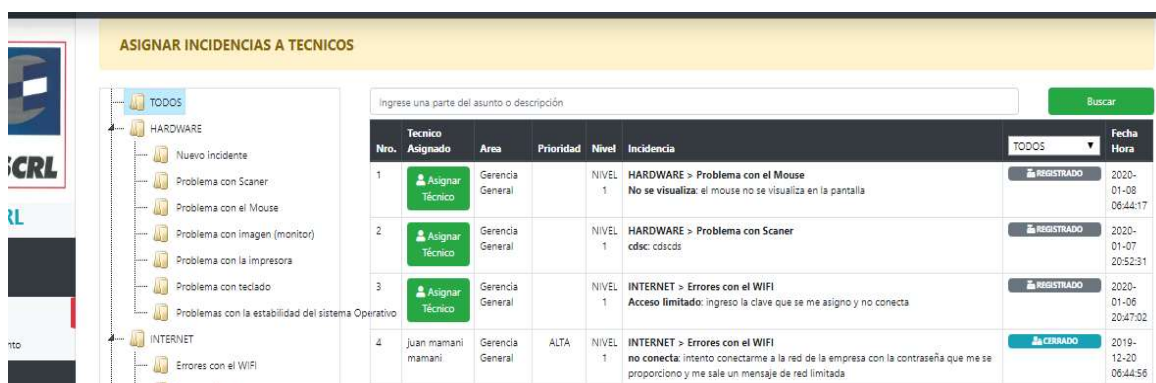 ASIGNAR INCIDENCIAS A TECNICOS
SCRL
RL
nto
TODOS
HARDWARE
Nuevo incidente
Problema con Scaner
Problema con el Mouse
Problema con imagen (monitor)
Problema con la impresora
Problema con teclado
Problemas con la estabilidad del sistema Operativo
INTERNET
Errores con el WIFI
Ingrese una parte del asunto o descripción
Buscar
Nro. Tecnico Asignado Area Prioridad Nivel Incidencia TODOS Fecha Hora
1 Asignar Técnico Gerencia General NIVEL 1 HARDWARE > Problema con el Mouse REGISTRADO 2020-01-08 06:44:17
No se visualiza: el mouse no se visualiza en la pantalla
2 Asignar Técnico Gerencia General NIVEL 1 HARDWARE > Problema con Scaner REGISTRADO 2020-01-07 20:52:31
cdsc: cdscds
3 Asignar Técnico Gerencia General NIVEL 1 INTERNET > Errores con el WIFI REGISTRADO 2020-01-06 20:47:02
Acceso limitado: ingreso la clave que se me asigno y no conecta
4 juan mamani mamani Gerencia General ALTA NIVEL 1 INTERNET > Errores con el WIFI CERRADO 2019-12-20 06:44:56
no conecta: intento conectarme a la red de la empresa con la contraseña que me se
proporciono y me sale un mensaje de red limitada